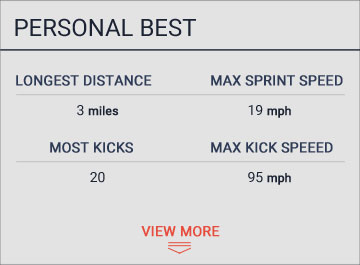 PERSONAL BEST
LONGEST DISTANCE MAX SPRINT SPEED
3 miles 19 mph
MOST KICKS MAX KICK SPEEED
20 95 mph
VIEW MORE